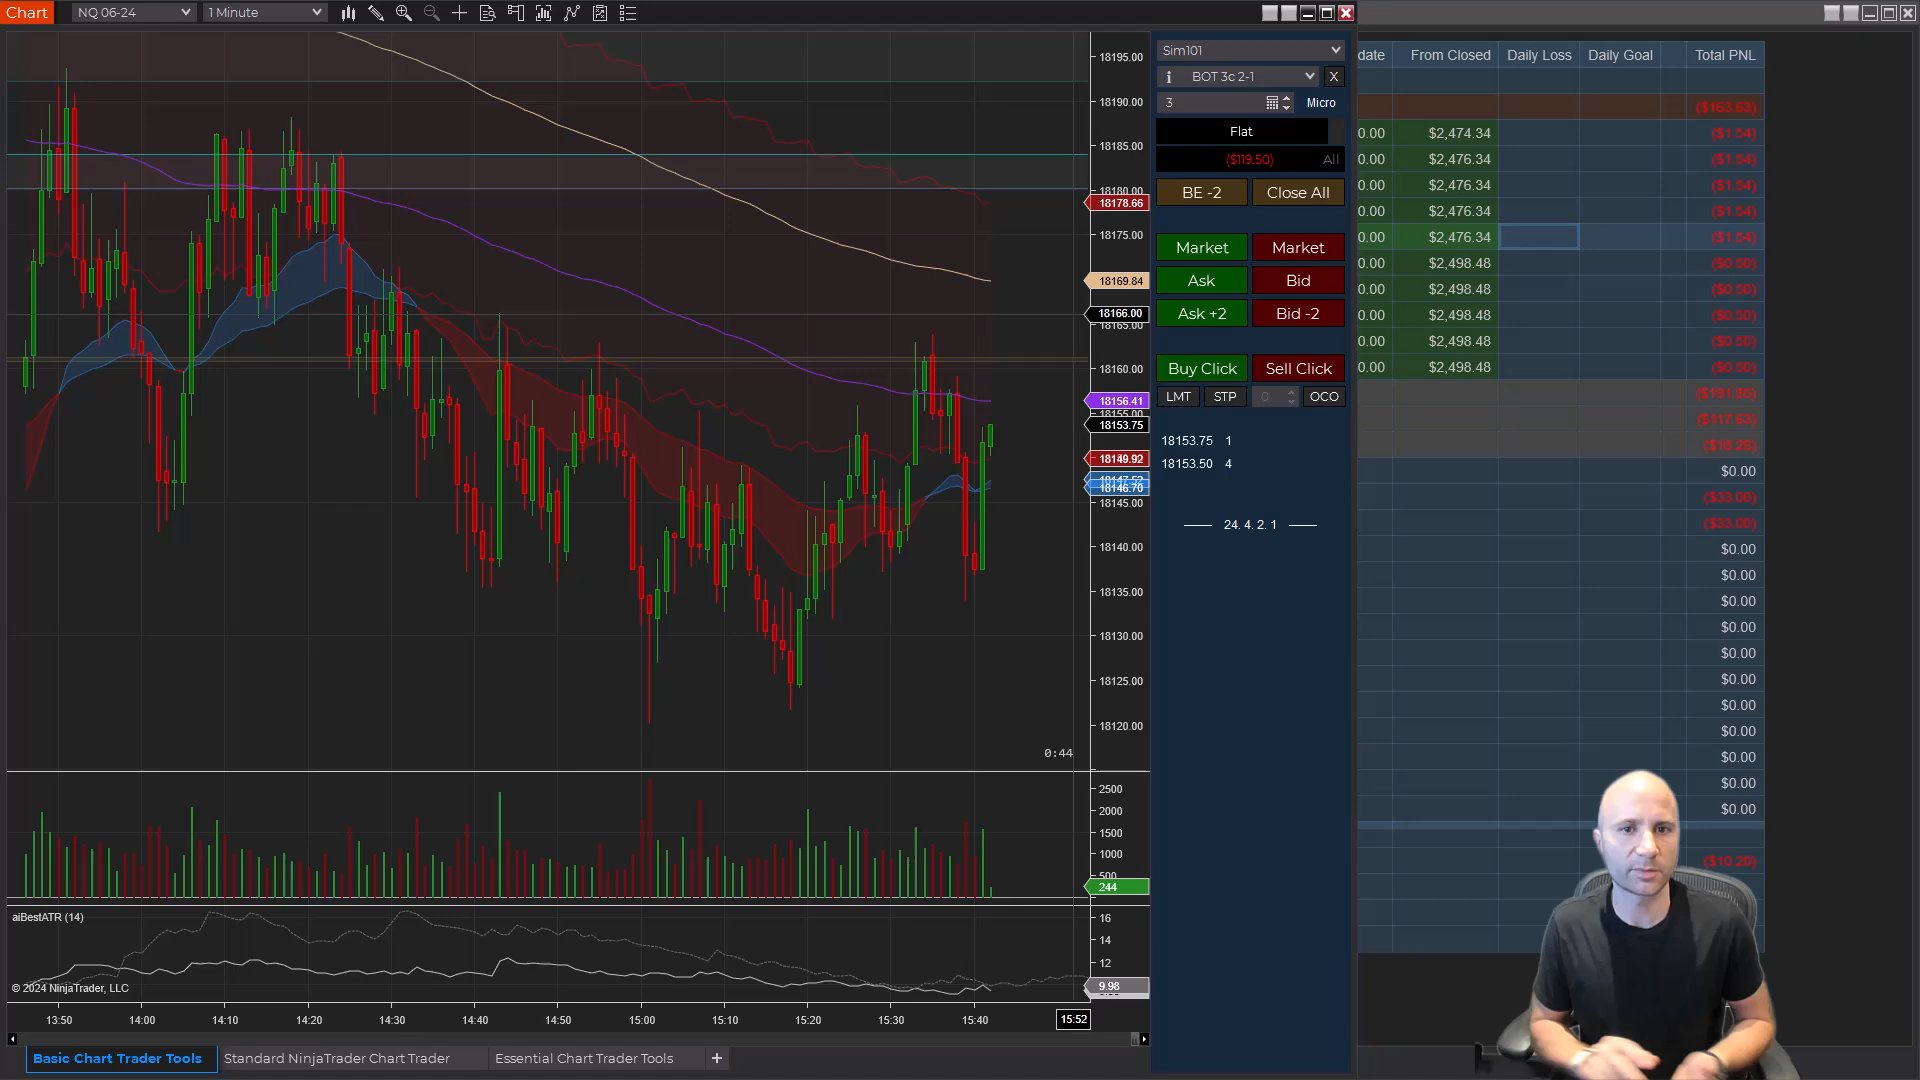 Chart NQ 06-24 1 Minute
Sim101
BOT 3c 2-1 X
3 Micro
Flat
($119.50) All
BE -2 Close All
Market Market
Ask Bid
Ask +2 Bid -2
Buy Click Sell Click
LMT STP 0 OCO
18153.75 1
18153.50 4
24. 4. 2. 1
18195.00
18190.00
18185.00
18180.00
18178.66
18175.00
18169.84
18166.00
18165.00
18160.00
18156.41
18155.00
18153.75
18149.92
18146.70
18145.00
18140.00
18135.00
18130.00
18125.00
18120.00
0:44
2500
2000
1500
1000
500
244
aiBestATR (14)
16
14
12
9.98
© 2024 NinjaTrader, LLC
13:50 14:00 14:10 14:20 14:30 14:40 14:50 15:00 15:10 15:20 15:30 15:40 15:52
Basic Chart Trader Tools Standard NinjaTrader Chart Trader Essential Chart Trader Tools +
date From Closed Daily Loss Daily Goal Total PNL
($163.63)
0.00 $2,474.34 ($1.54)
0.00 $2,476.34 ($1.54)
0.00 $2,476.34 ($1.54)
0.00 $2,476.34 ($1.54)
0.00 $2,476.34 ($1.54)
0.00 $2,498.48 ($0.50)
0.00 $2,498.48 ($0.50)
0.00 $2,498.48 ($0.50)
0.00 $2,498.48 ($0.50)
0.00 $2,498.48 ($0.50)
($117.63)
$0.00
($33.00)
($33.00)
$0.00
$0.00
$0.00
$0.00
$0.00
$0.00
$0.00
$0.00
$0.00
$0.00
$0.00
($10.20)